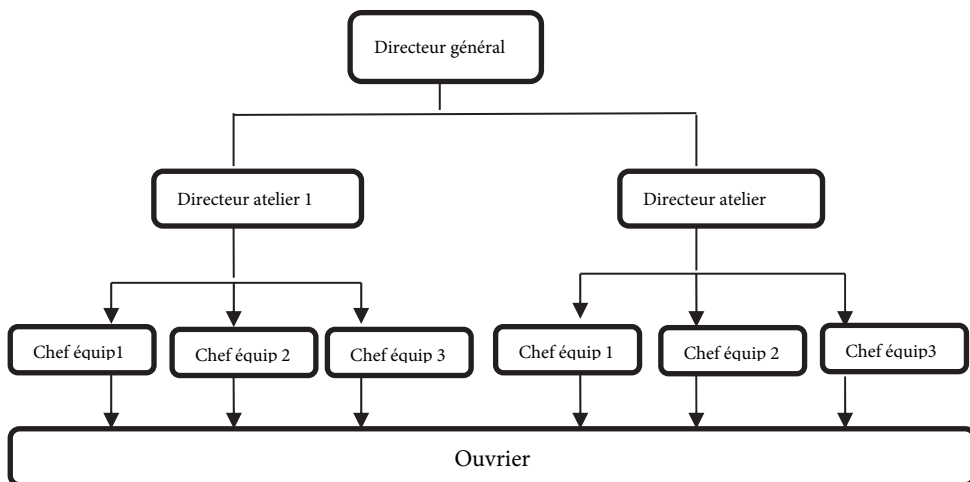 Directeur général
Directeur atelier 1
Directeur atelier
Chef équip1
Chef équip 2
Chef équip 3
Chef équip 1
Chef équip 2
Chef équip3
Ouvrier